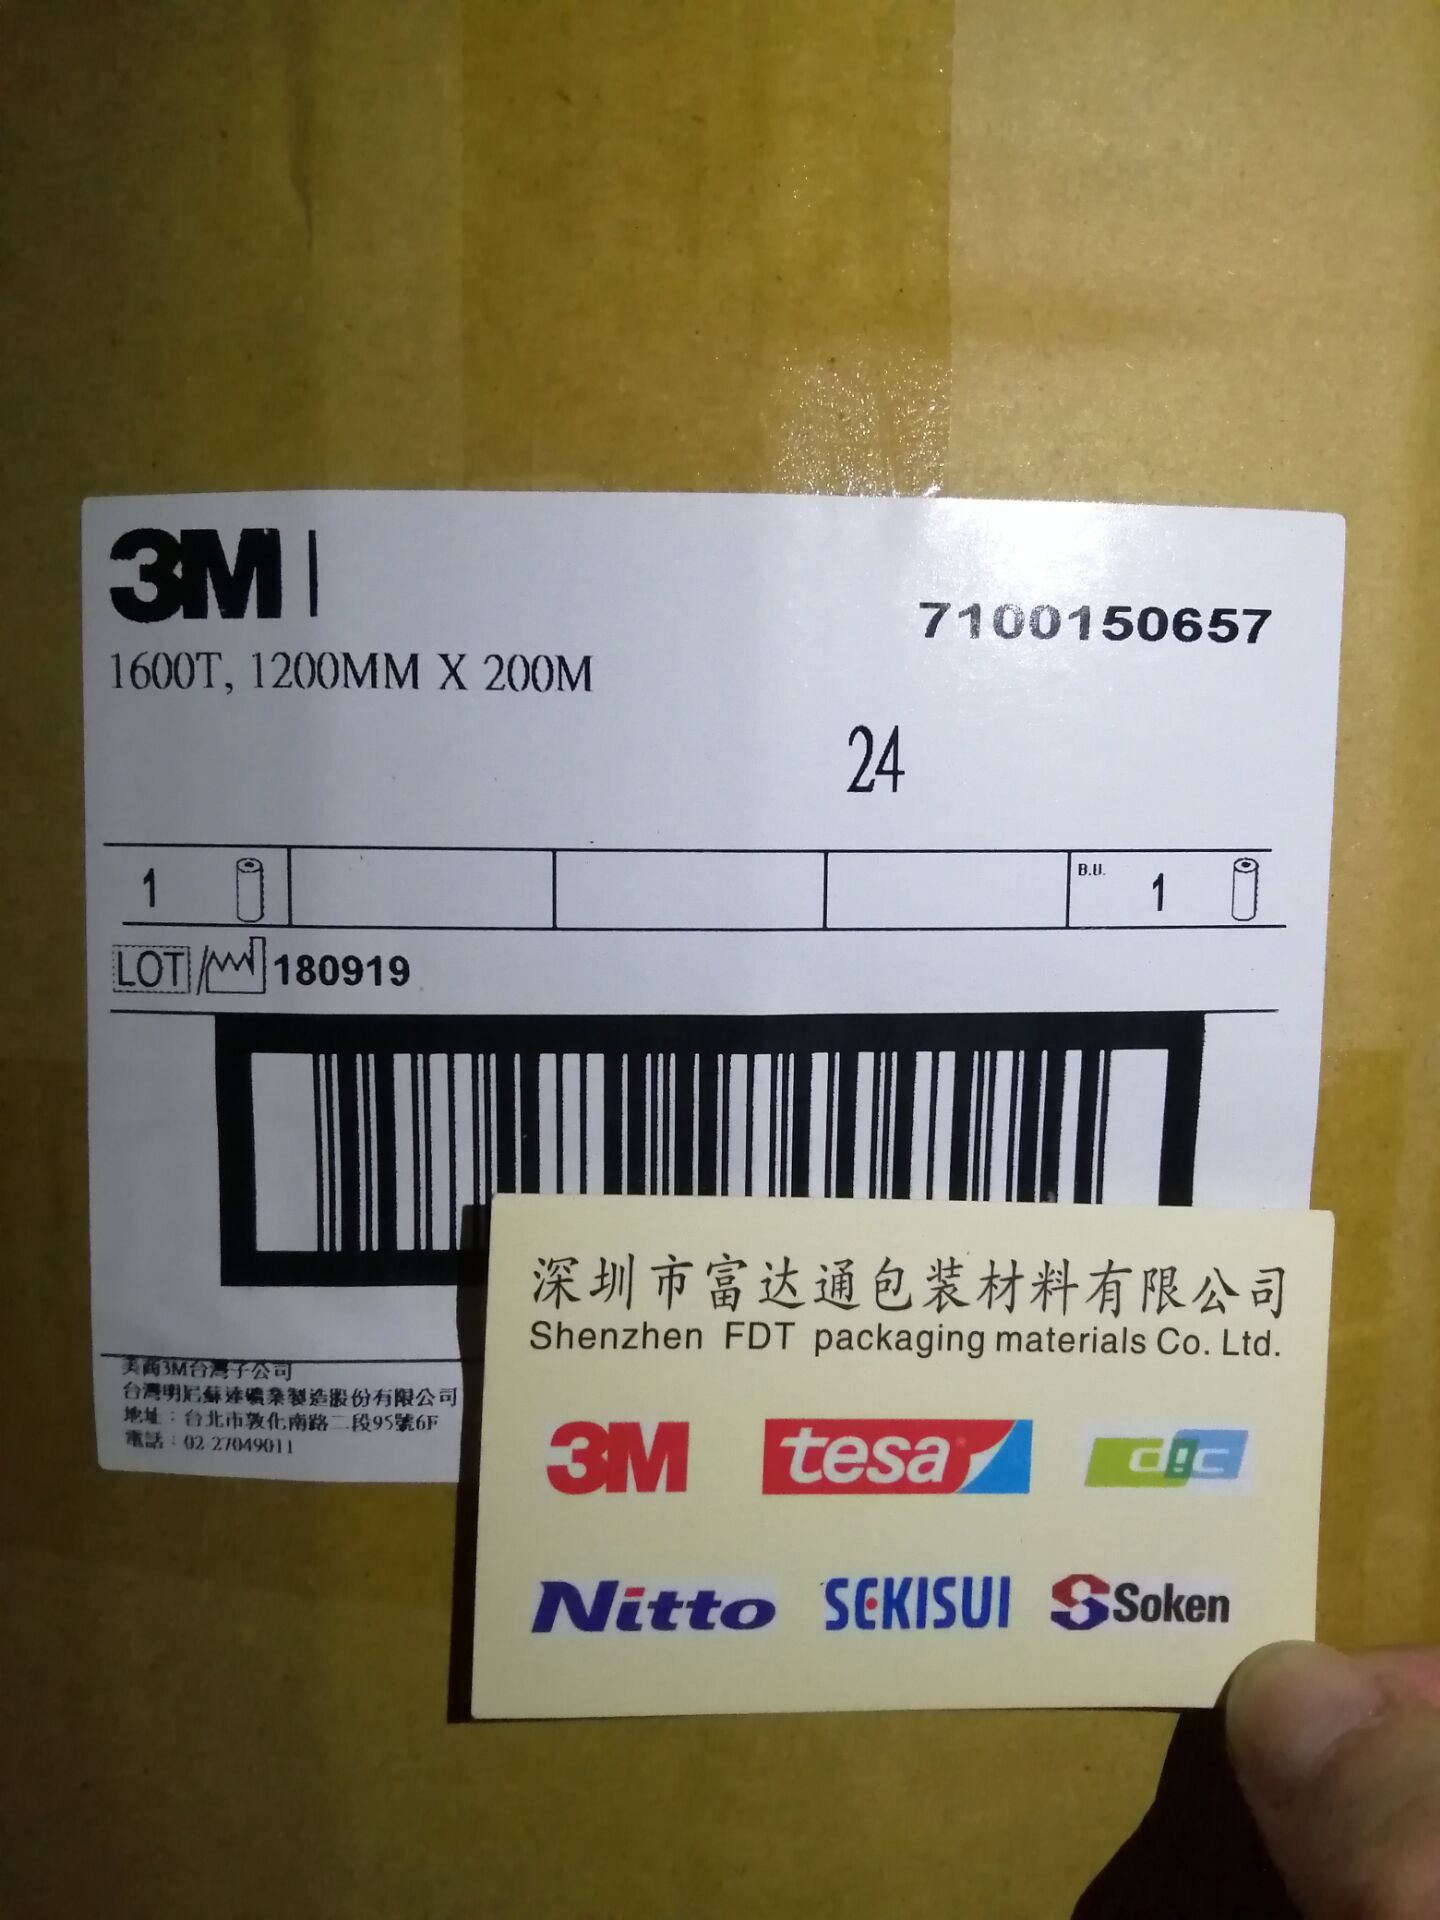 3M
7100150657
1600T, 1200MM X 200M
24
1
B.U. 1
LOT 180919
美商3M台灣子公司
台灣明尼蘇達礦業製造股份有限公司
地址：台北市敦化南路二段95號6F
電話：02 27049011
深圳市富达通包装材料有限公司
Shenzhen FDT packaging materials Co. Ltd.
3M tesa dic
Nitto SEKISUI Soken